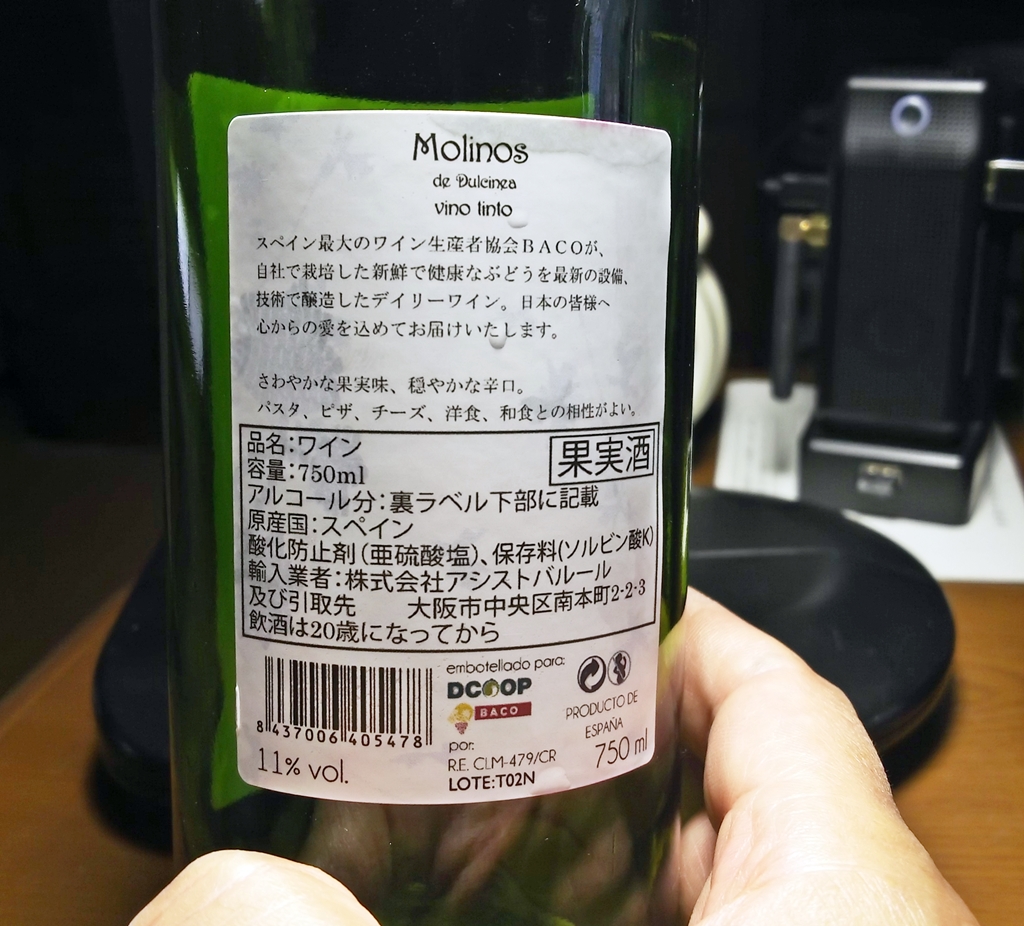 Molinos
de Dulcinea
vino tinto
スペイン最大のワイン生産者協会BACOが、
自社で栽培した新鮮で健康なぶどうを最新の設備、
技術で醸造したデイリーワイン。日本の皆様へ
心からの愛を込めてお届けいたします。
さわやかな果実味、穏やかな辛口。
パスタ、ピザ、チーズ、洋食、和食との相性がよい。
品名:ワイン
果実酒
容量:750ml
アルコール分:裏ラベル下部に記載
原産国:スペイン
酸化防止剤(亜硫酸塩)、保存料(ソルビン酸K)
輸入業者:株式会社アシストバルール
及び引取先 大阪市中央区南本町2-2-3
飲酒は20歳になってから
8 437006 405478
11% vol.
embotellado para:
DCOOP
BACO
por:
R.E. CLM-479/CR
LOTE:T02N
PRODUCTO DE
ESPAÑA
750 ml